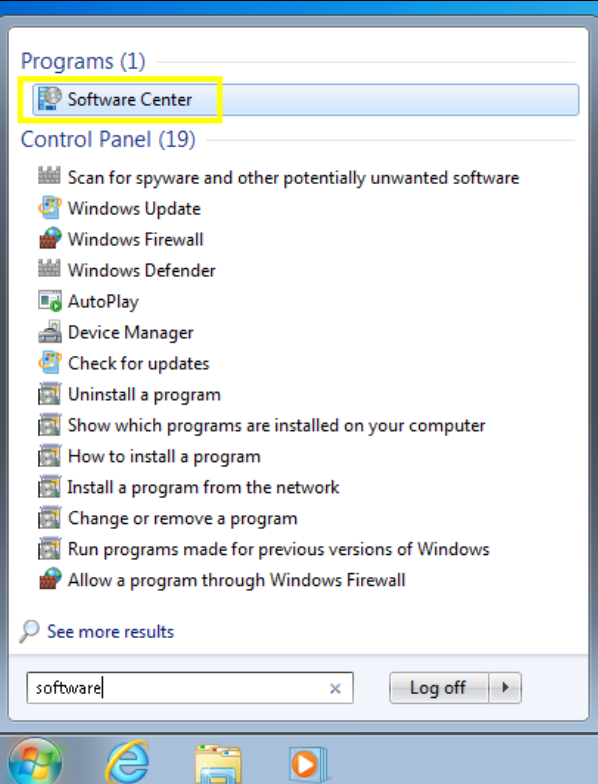 Programs (1)
Software Center
Control Panel (19)
Scan for spyware and other potentially unwanted software
Windows Update
Windows Firewall
Windows Defender
AutoPlay
Device Manager
Check for updates
Uninstall a program
Show which programs are installed on your computer
How to install a program
Install a program from the network
Change or remove a program
Run programs made for previous versions of Windows
Allow a program through Windows Firewall
See more results
software Log off